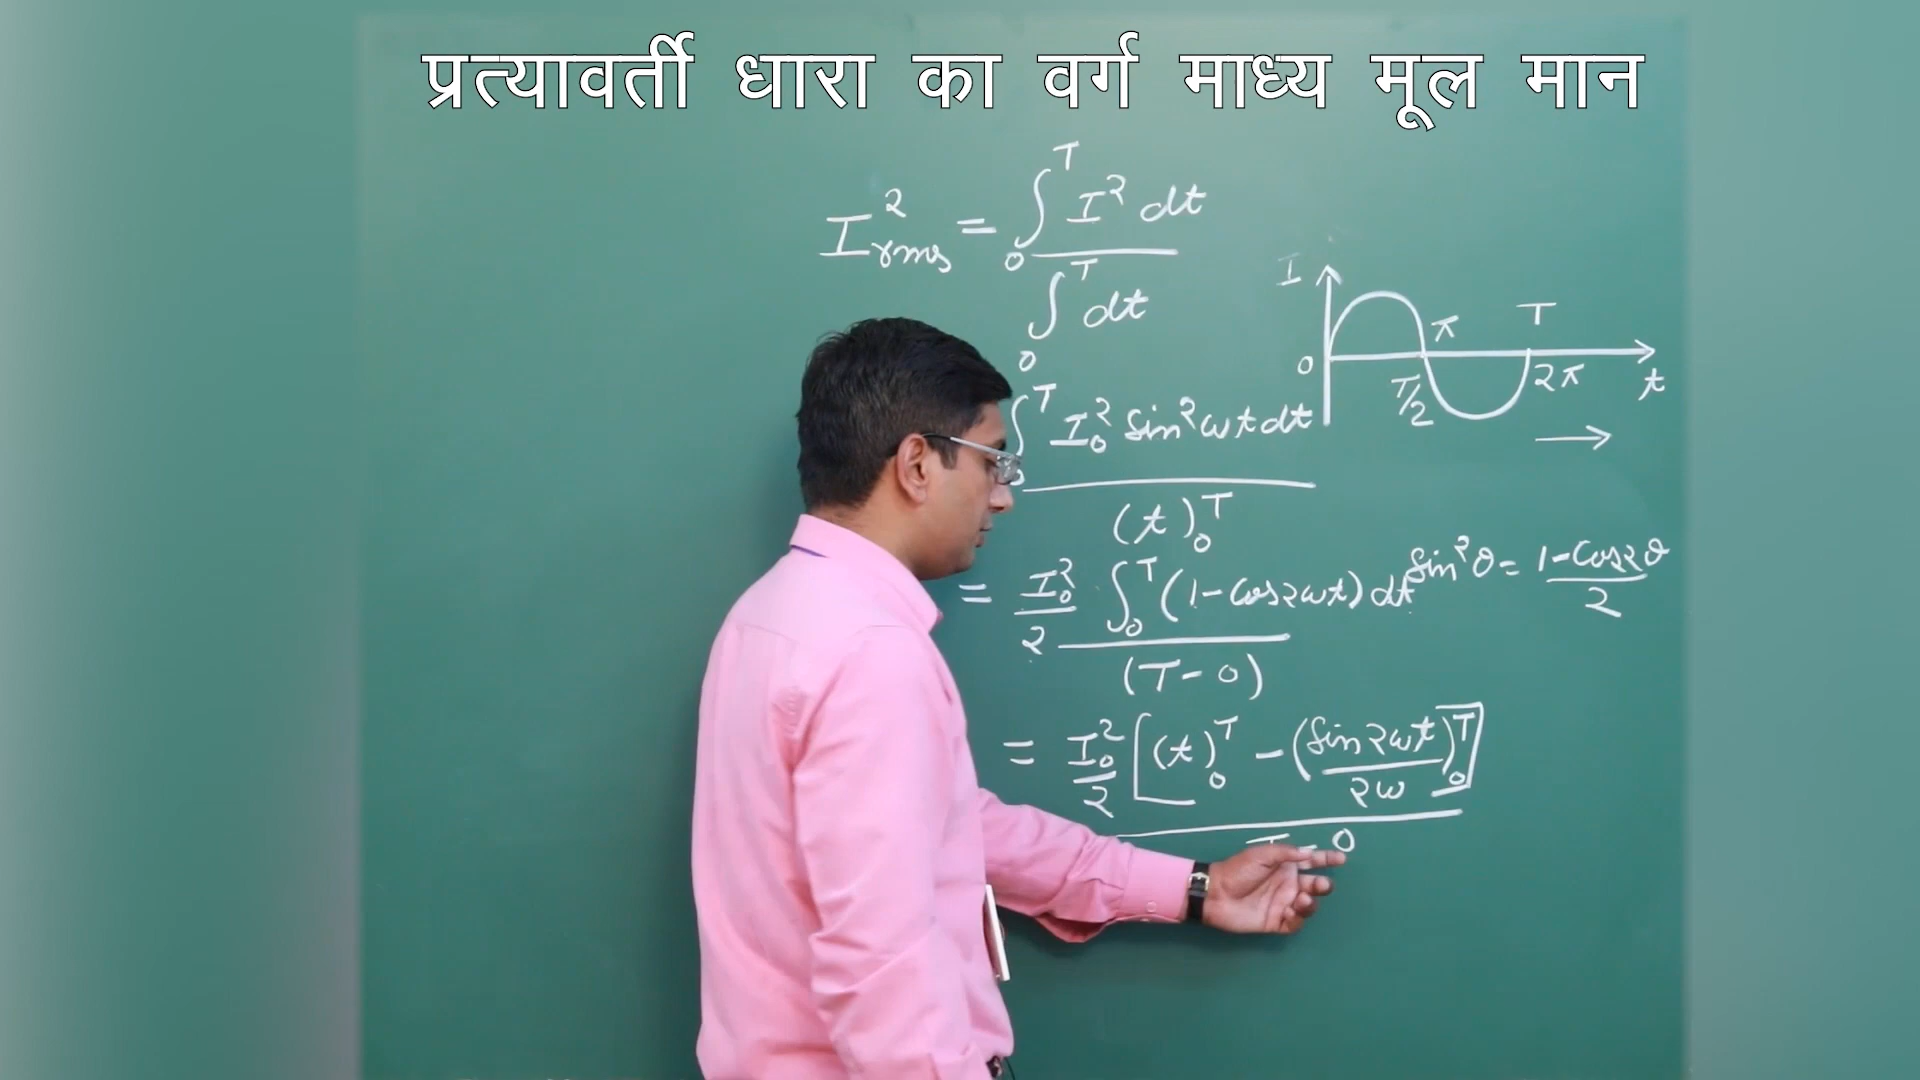 प्रत्यावर्ती धारा का वर्ग माध्य मूल मान
I²rms = ∫₀ᵀ I² dt
∫₀ᵀ dt
I
0
π
T/2
T
2π
t
∫₀ᵀ I₀² Sin²ωt dt
(t)₀ᵀ
Sin²θ = 1-Cos2θ / 2
= I₀²/2 ∫₀ᵀ (1-Cos2ωt) dt
(T-0)
= I₀²/2 [(t)₀ᵀ - (Sin2ωt / 2ω)₀ᵀ]
T-0